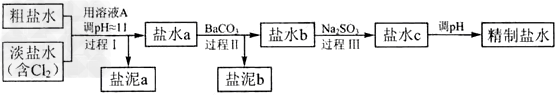 粗盐水
淡盐水
(含Cl₂)
用溶液A
调pH≈11
过程Ⅰ
盐泥a
盐水a
BaCO₃
过程Ⅱ
盐泥b
盐水b
Na₂SO₃
过程Ⅲ
盐水c
调pH
精制盐水